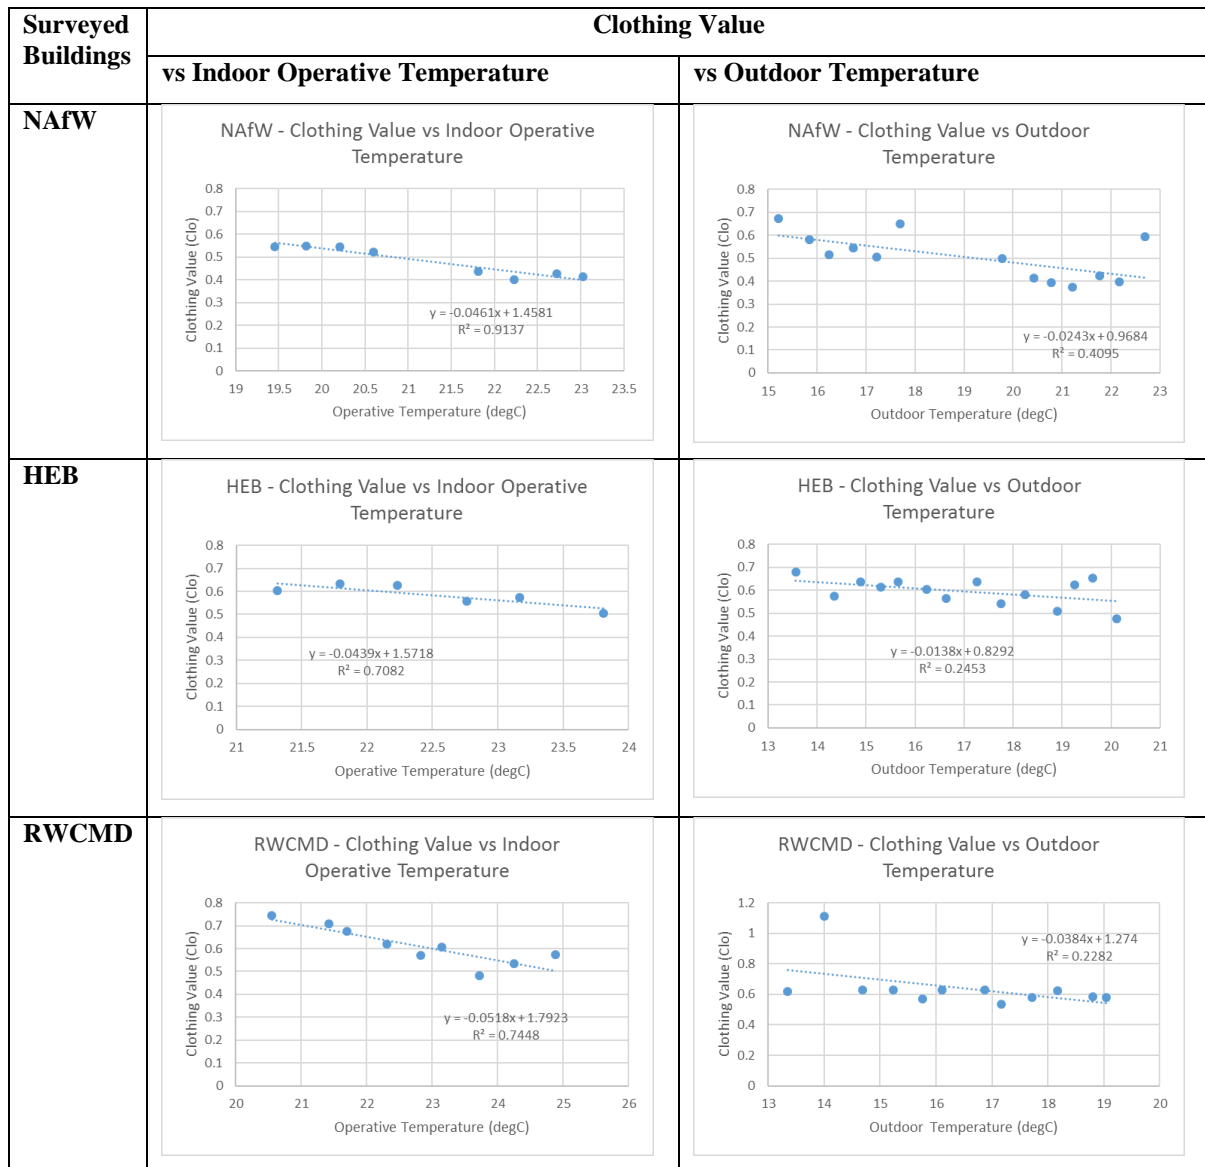 Surveyed
Buildings
Clothing Value
vs Indoor Operative Temperature
vs Outdoor Temperature
NAfW
NAfW - Clothing Value vs Indoor Operative
Temperature
Clothing Value (Clo)
0.8
0.7
0.6
0.5
0.4
0.3
0.2
0.1
0
y = -0.0461x + 1.4581
R² = 0.9137
19 19.5 20 20.5 21 21.5 22 22.5 23 23.5
Operative Temperature (degC)
NAfW - Clothing Value vs Outdoor
Temperature
Clothing Value (Clo)
0.8
0.7
0.6
0.5
0.4
0.3
0.2
0.1
0
y = -0.0243x + 0.9684
R² = 0.4095
15 16 17 18 19 20 21 22 23
Outdoor Temperature (degC)
HEB
HEB - Clothing Value vs Indoor Operative
Temperature
Clothing Value (Clo)
0.8
0.7
0.6
0.5
0.4
0.3
0.2
0.1
0
y = -0.0439x + 1.5718
R² = 0.7082
21 21.5 22 22.5 23 23.5 24
Operative Temperature (degC)
HEB - Clothing Value vs Outdoor
Temperature
Clothing Value (Clo)
0.8
0.7
0.6
0.5
0.4
0.3
0.2
0.1
0
y = -0.0138x + 0.8292
R² = 0.2453
13 14 15 16 17 18 19 20 21
Outdoor Temperature (degC)
RWCMD
RWCMD - Clothing Value vs Indoor
Operative Temperature
Clothing Value (Clo)
0.8
0.7
0.6
0.5
0.4
0.3
0.2
0.1
0
y = -0.0518x + 1.7923
R² = 0.7448
20 21 22 23 24 25 26
Operative Temperature (degC)
RWCMD - Clothing Value vs Outdoor
Temperature
Clothing Value (Clo)
1.2
1
0.8
0.6
0.4
0.2
0
y = -0.0384x + 1.274
R² = 0.2282
13 14 15 16 17 18 19 20
Outdoor Temperature (degC)